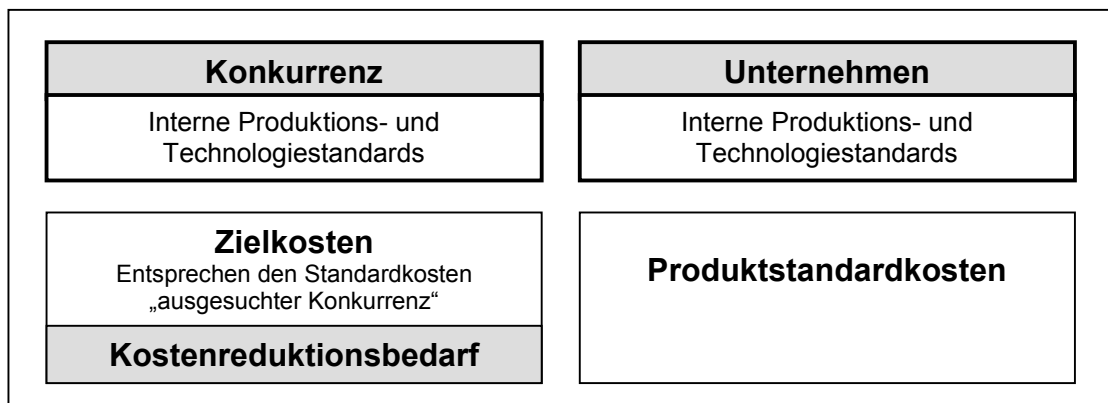 Konkurrenz
Interne Produktions- und
Technologiestandards
Unternehmen
Interne Produktions- und
Technologiestandards
Zielkosten
Entsprechen den Standardkosten
„ausgesuchter Konkurrenz“
Kostenreduktionsbedarf
Produktstandardkosten